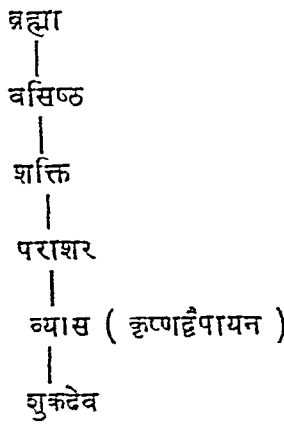 ब्रह्मा
वसिष्ठ
शक्ति
पराशर
व्यास ( कृष्णद्वैपायन )
शुकदेव